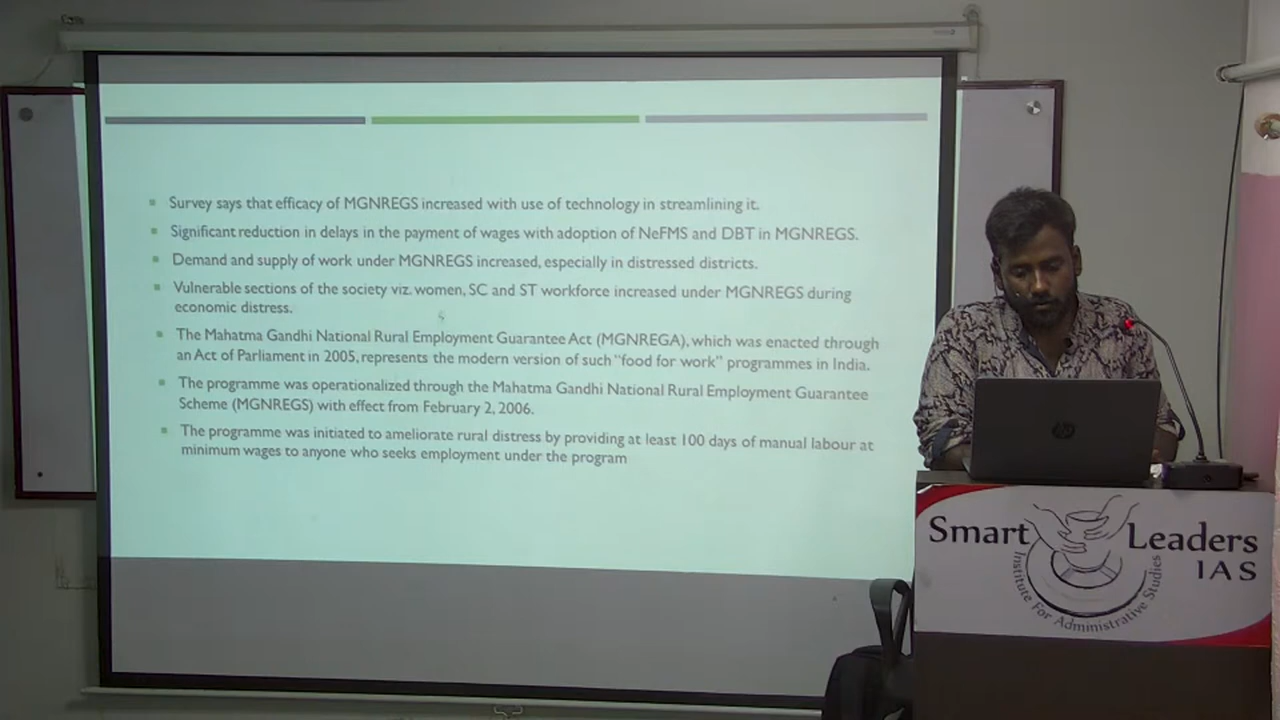 Survey says that efficacy of MGNREGS increased with use of technology in streamlining it.
Significant reduction in delays in the payment of wages with adoption of NeFMS and DBT in MGNREGS.
Demand and supply of work under MGNREGS increased, especially in distressed districts.
Vulnerable sections of the society viz. women, SC and ST workforce increased under MGNREGS during
economic distress.
The Mahatma Gandhi National Rural Employment Guarantee Act (MGNREGA), which was enacted through
an Act of Parliament in 2005, represents the modern version of such "food for work" programmes in India.
The programme was operationalized through the Mahatma Gandhi National Rural Employment Guarantee
Scheme (MGNREGS) with effect from February 2, 2006.
The programme was initiated to ameliorate rural distress by providing at least 100 days of manual labour at
minimum wages to anyone who seeks employment under the program
hp
Smart Leaders
IAS
Institute For Administrative Studies